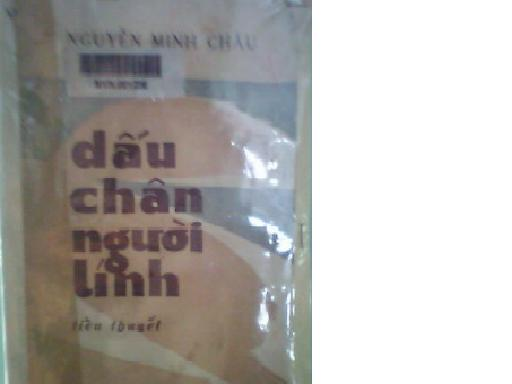 NGUYỄN MINH CHÂU
dấu
chân
người
lính
tiểu thuyết